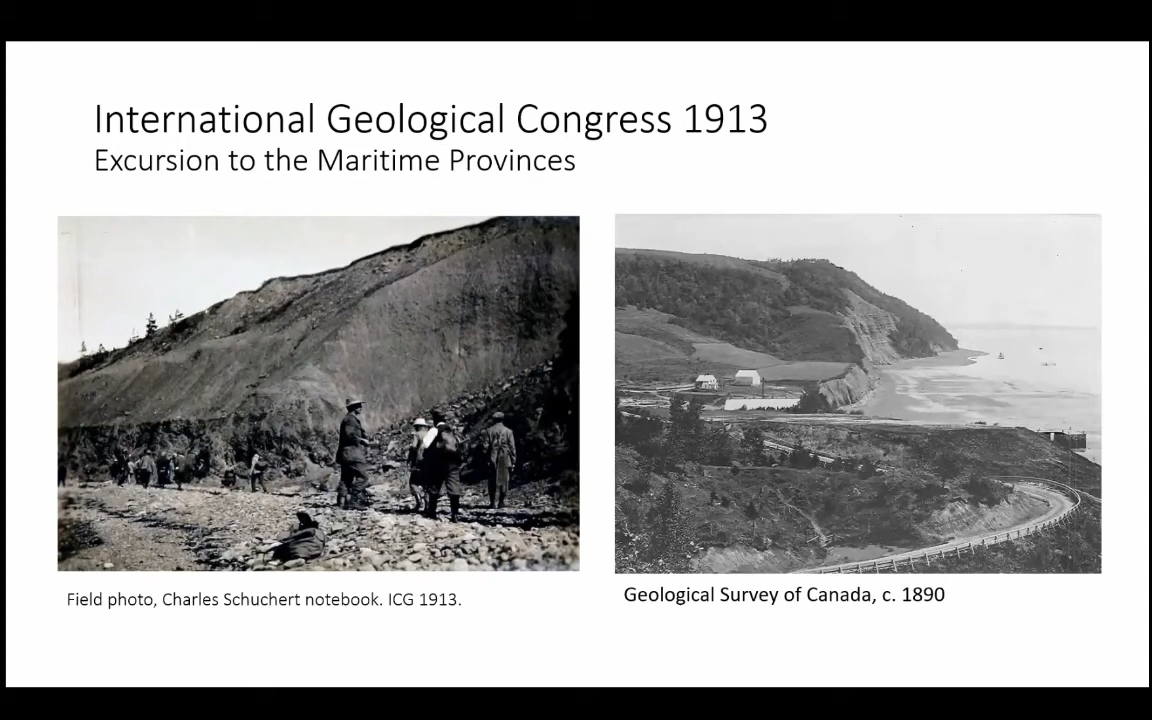 International Geological Congress 1913
Excursion to the Maritime Provinces
Field photo, Charles Schuchert notebook. ICG 1913.
Geological Survey of Canada, c. 1890